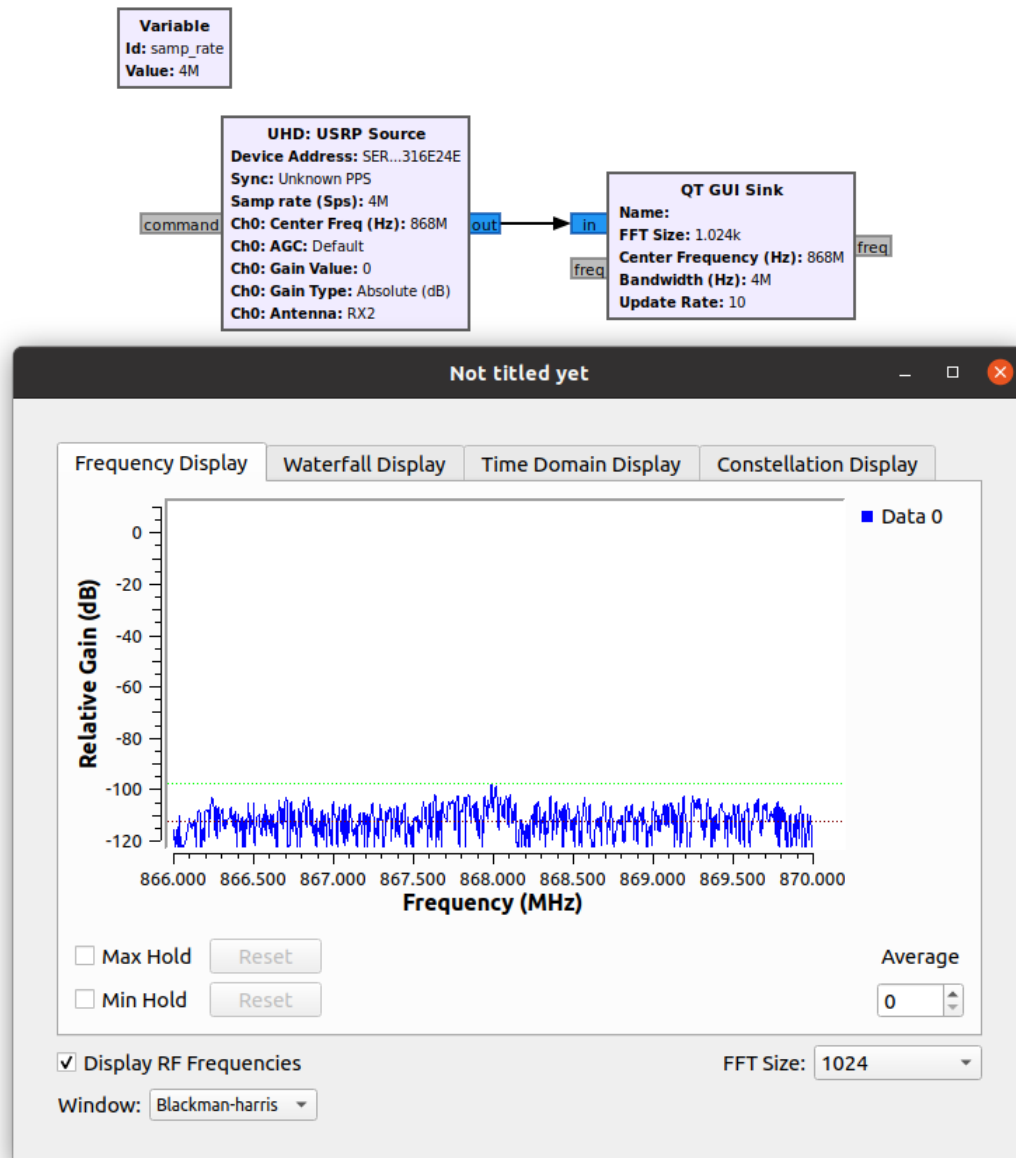 Variable
Id: samp_rate
Value: 4M
UHD: USRP Source
Device Address: SER...316E24E
Sync: Unknown PPS
Samp rate (Sps): 4M
Ch0: Center Freq (Hz): 868M
Ch0: AGC: Default
Ch0: Gain Value: 0
Ch0: Gain Type: Absolute (dB)
Ch0: Antenna: RX2
command
out
in
freq
QT GUI Sink
Name:
FFT Size: 1.024k
Center Frequency (Hz): 868M
Bandwidth (Hz): 4M
Update Rate: 10
freq
Not titled yet
Frequency Display
Waterfall Display
Time Domain Display
Constellation Display
Data 0
Relative Gain (dB)
0
-20
-40
-60
-80
-100
-120
866.000 866.500 867.000 867.500 868.000 868.500 869.000 869.500 870.000
Frequency (MHz)
Max Hold Reset
Average
Min Hold Reset
0
Display RF Frequencies
FFT Size: 1024
Window: Blackman-harris